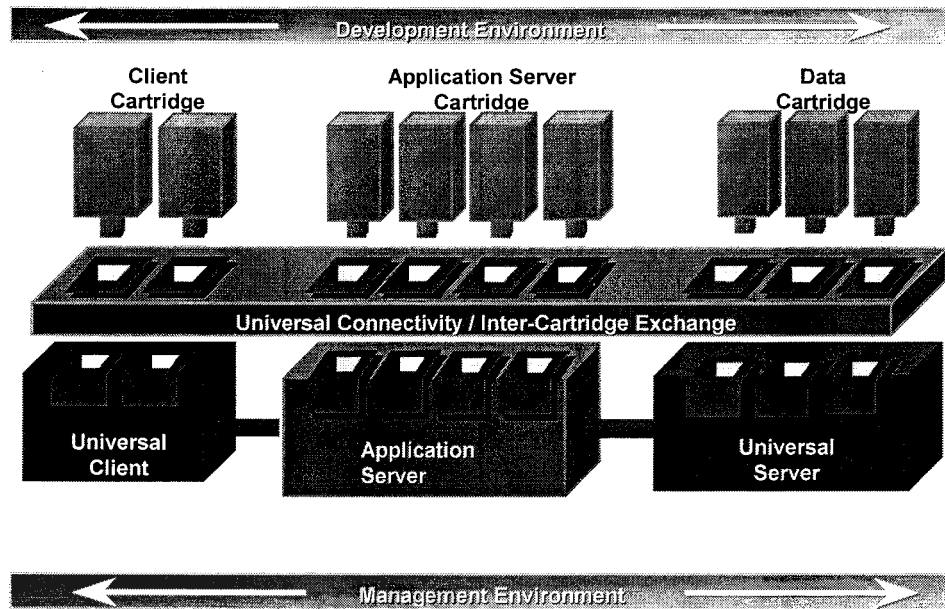 Development Environment
Client
Cartridge
Application Server
Cartridge
Data
Cartridge
Universal Connectivity / Inter-Cartridge Exchange
Universal
Client
Application
Server
Universal
Server
Management Environment